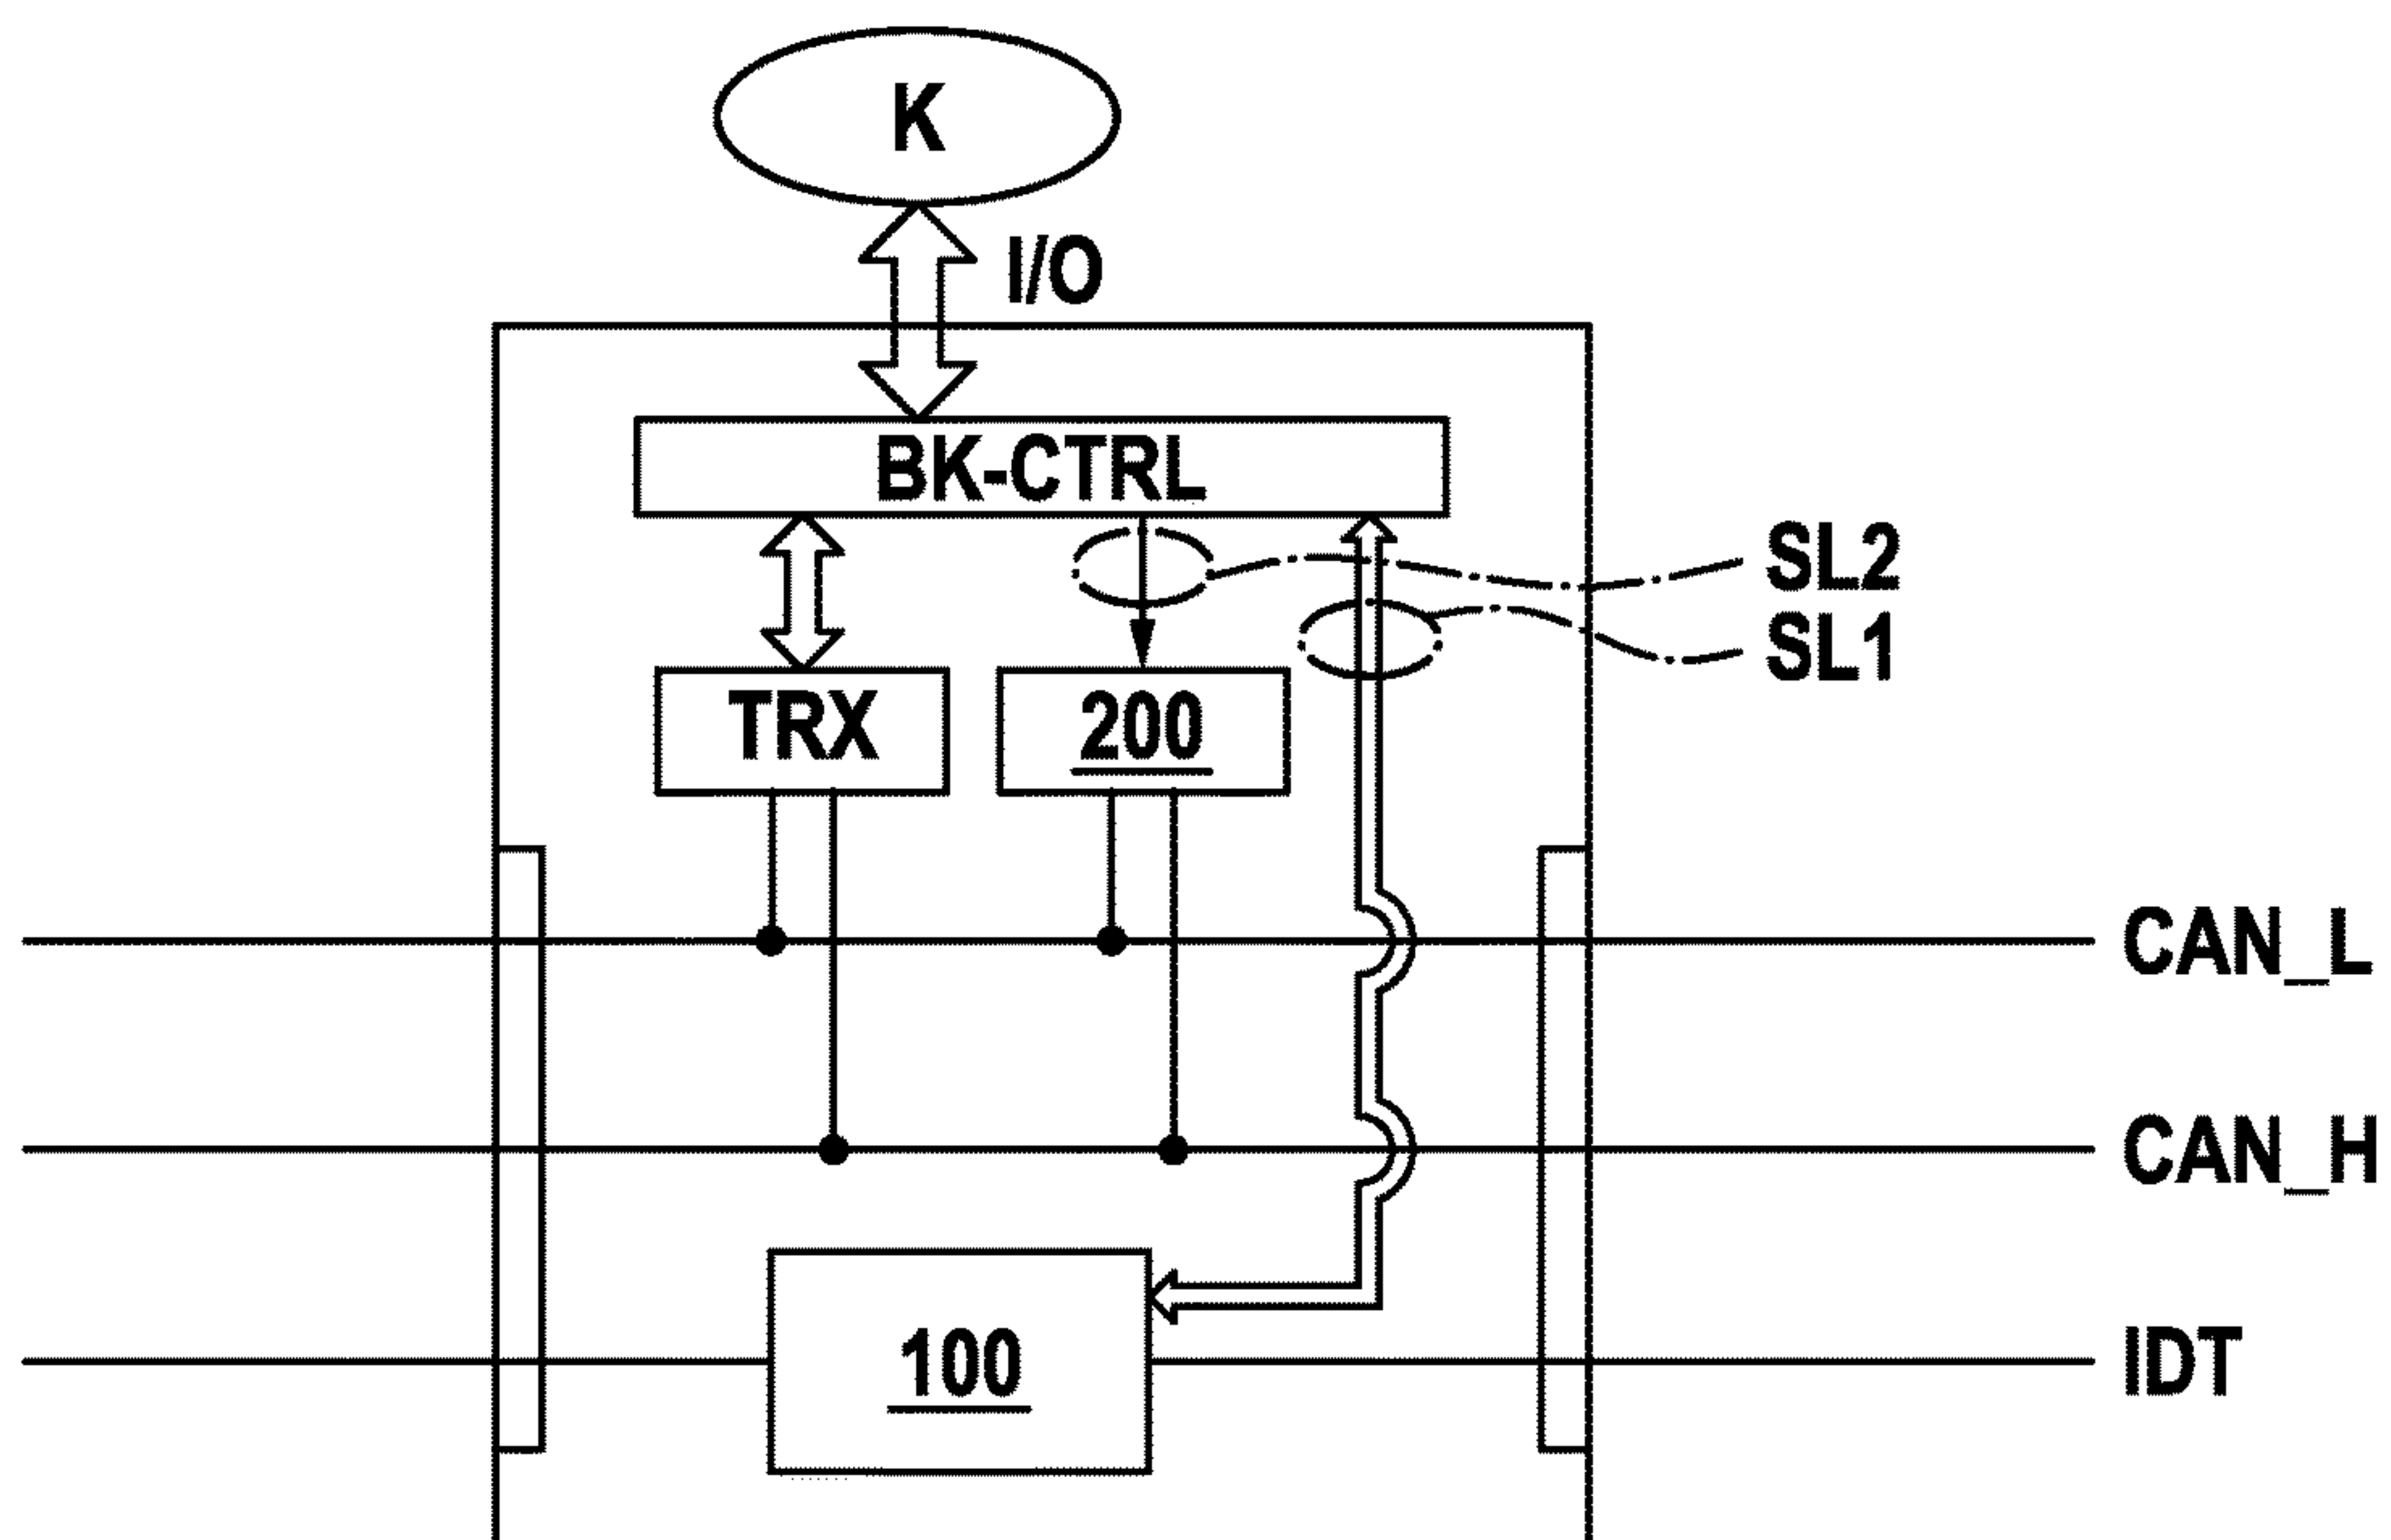 K
I/O
BK-CTRL
SL2
SL1
TRX
200
CAN_L
CAN_H
100
IDT